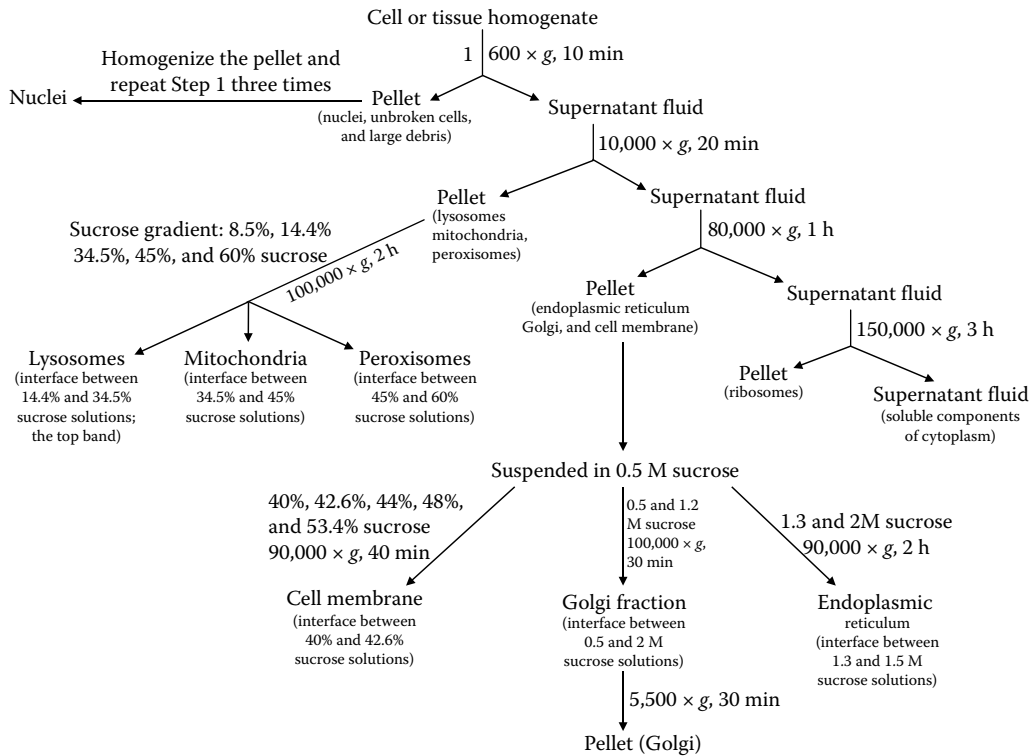 Cell or tissue homogenate
1
600 × g, 10 min
Homogenize the pellet and
repeat Step 1 three times
Nuclei
Pellet
(nuclei, unbroken cells,
and large debris)
Supernatant fluid
10,000 × g, 20 min
Pellet
(lysosomes
mitochondria,
peroxisomes)
Supernatant fluid
Sucrose gradient: 8.5%, 14.4%
34.5%, 45%, and 60% sucrose
100,000 × g, 2 h
80,000 × g, 1 h
Pellet
(endoplasmic reticulum
Golgi, and cell membrane)
Supernatant fluid
150,000 × g, 3 h
Lysosomes
(interface between
14.4% and 34.5%
sucrose solutions;
the top band)
Mitochondria
(interface between
34.5% and 45%
sucrose solutions)
Peroxisomes
(interface between
45% and 60%
sucrose solutions)
Pellet
(ribosomes)
Supernatant fluid
(soluble components
of cytoplasm)
Suspended in 0.5 M sucrose
40%, 42.6%, 44%, 48%,
and 53.4% sucrose
90,000 × g, 40 min
0.5 and 1.2
M sucrose
100,000 × g,
30 min
1.3 and 2M sucrose
90,000 × g, 2 h
Cell membrane
(interface between
40% and 42.6%
sucrose solutions)
Golgi fraction
(interface between
0.5 and 2 M
sucrose solutions)
Endoplasmic
reticulum
(interface between
1.3 and 1.5 M
sucrose solutions)
5,500 × g, 30 min
Pellet (Golgi)